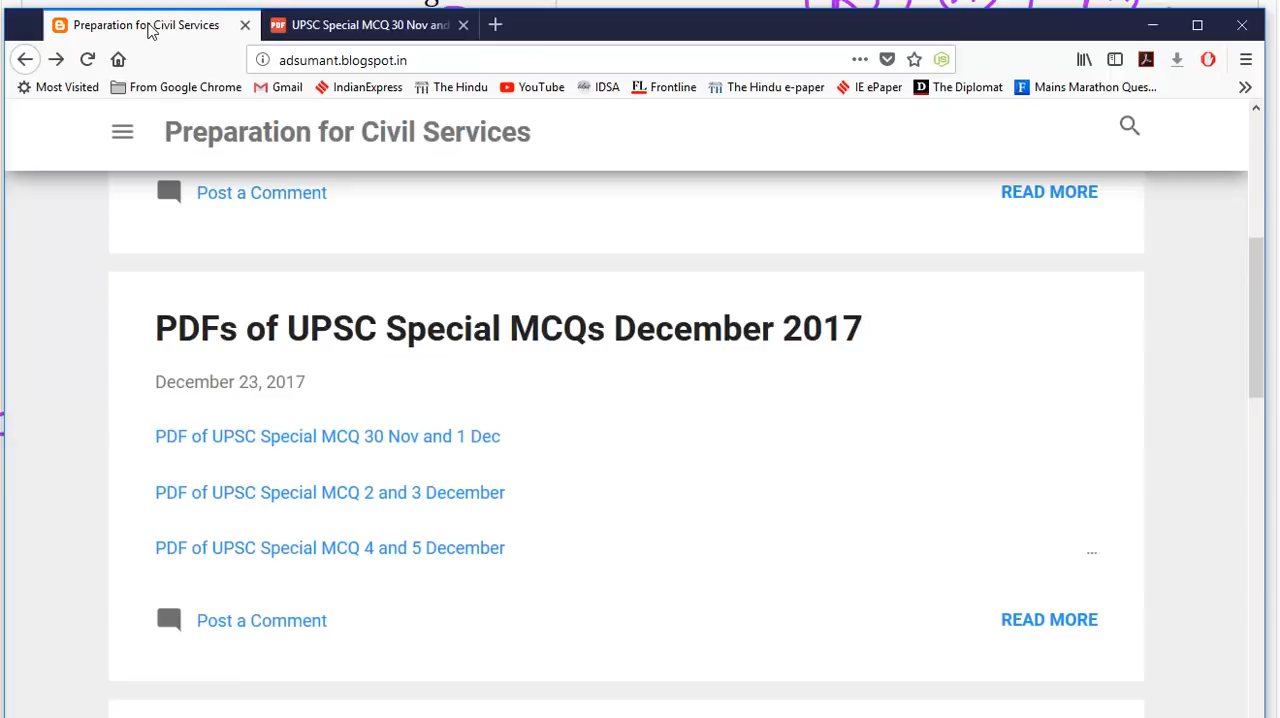 Preparation for Civil Services
UPSC Special MCQ 30 Nov and
adsumant.blogspot.in
Most Visited From Google Chrome Gmail IndianExpress The Hindu YouTube IDSA Frontline The Hindu e-paper IE ePaper The Diplomat Mains Marathon Ques...
Preparation for Civil Services
Post a Comment
READ MORE
PDFs of UPSC Special MCQs December 2017
December 23, 2017
PDF of UPSC Special MCQ 30 Nov and 1 Dec
PDF of UPSC Special MCQ 2 and 3 December
PDF of UPSC Special MCQ 4 and 5 December
...
Post a Comment
READ MORE